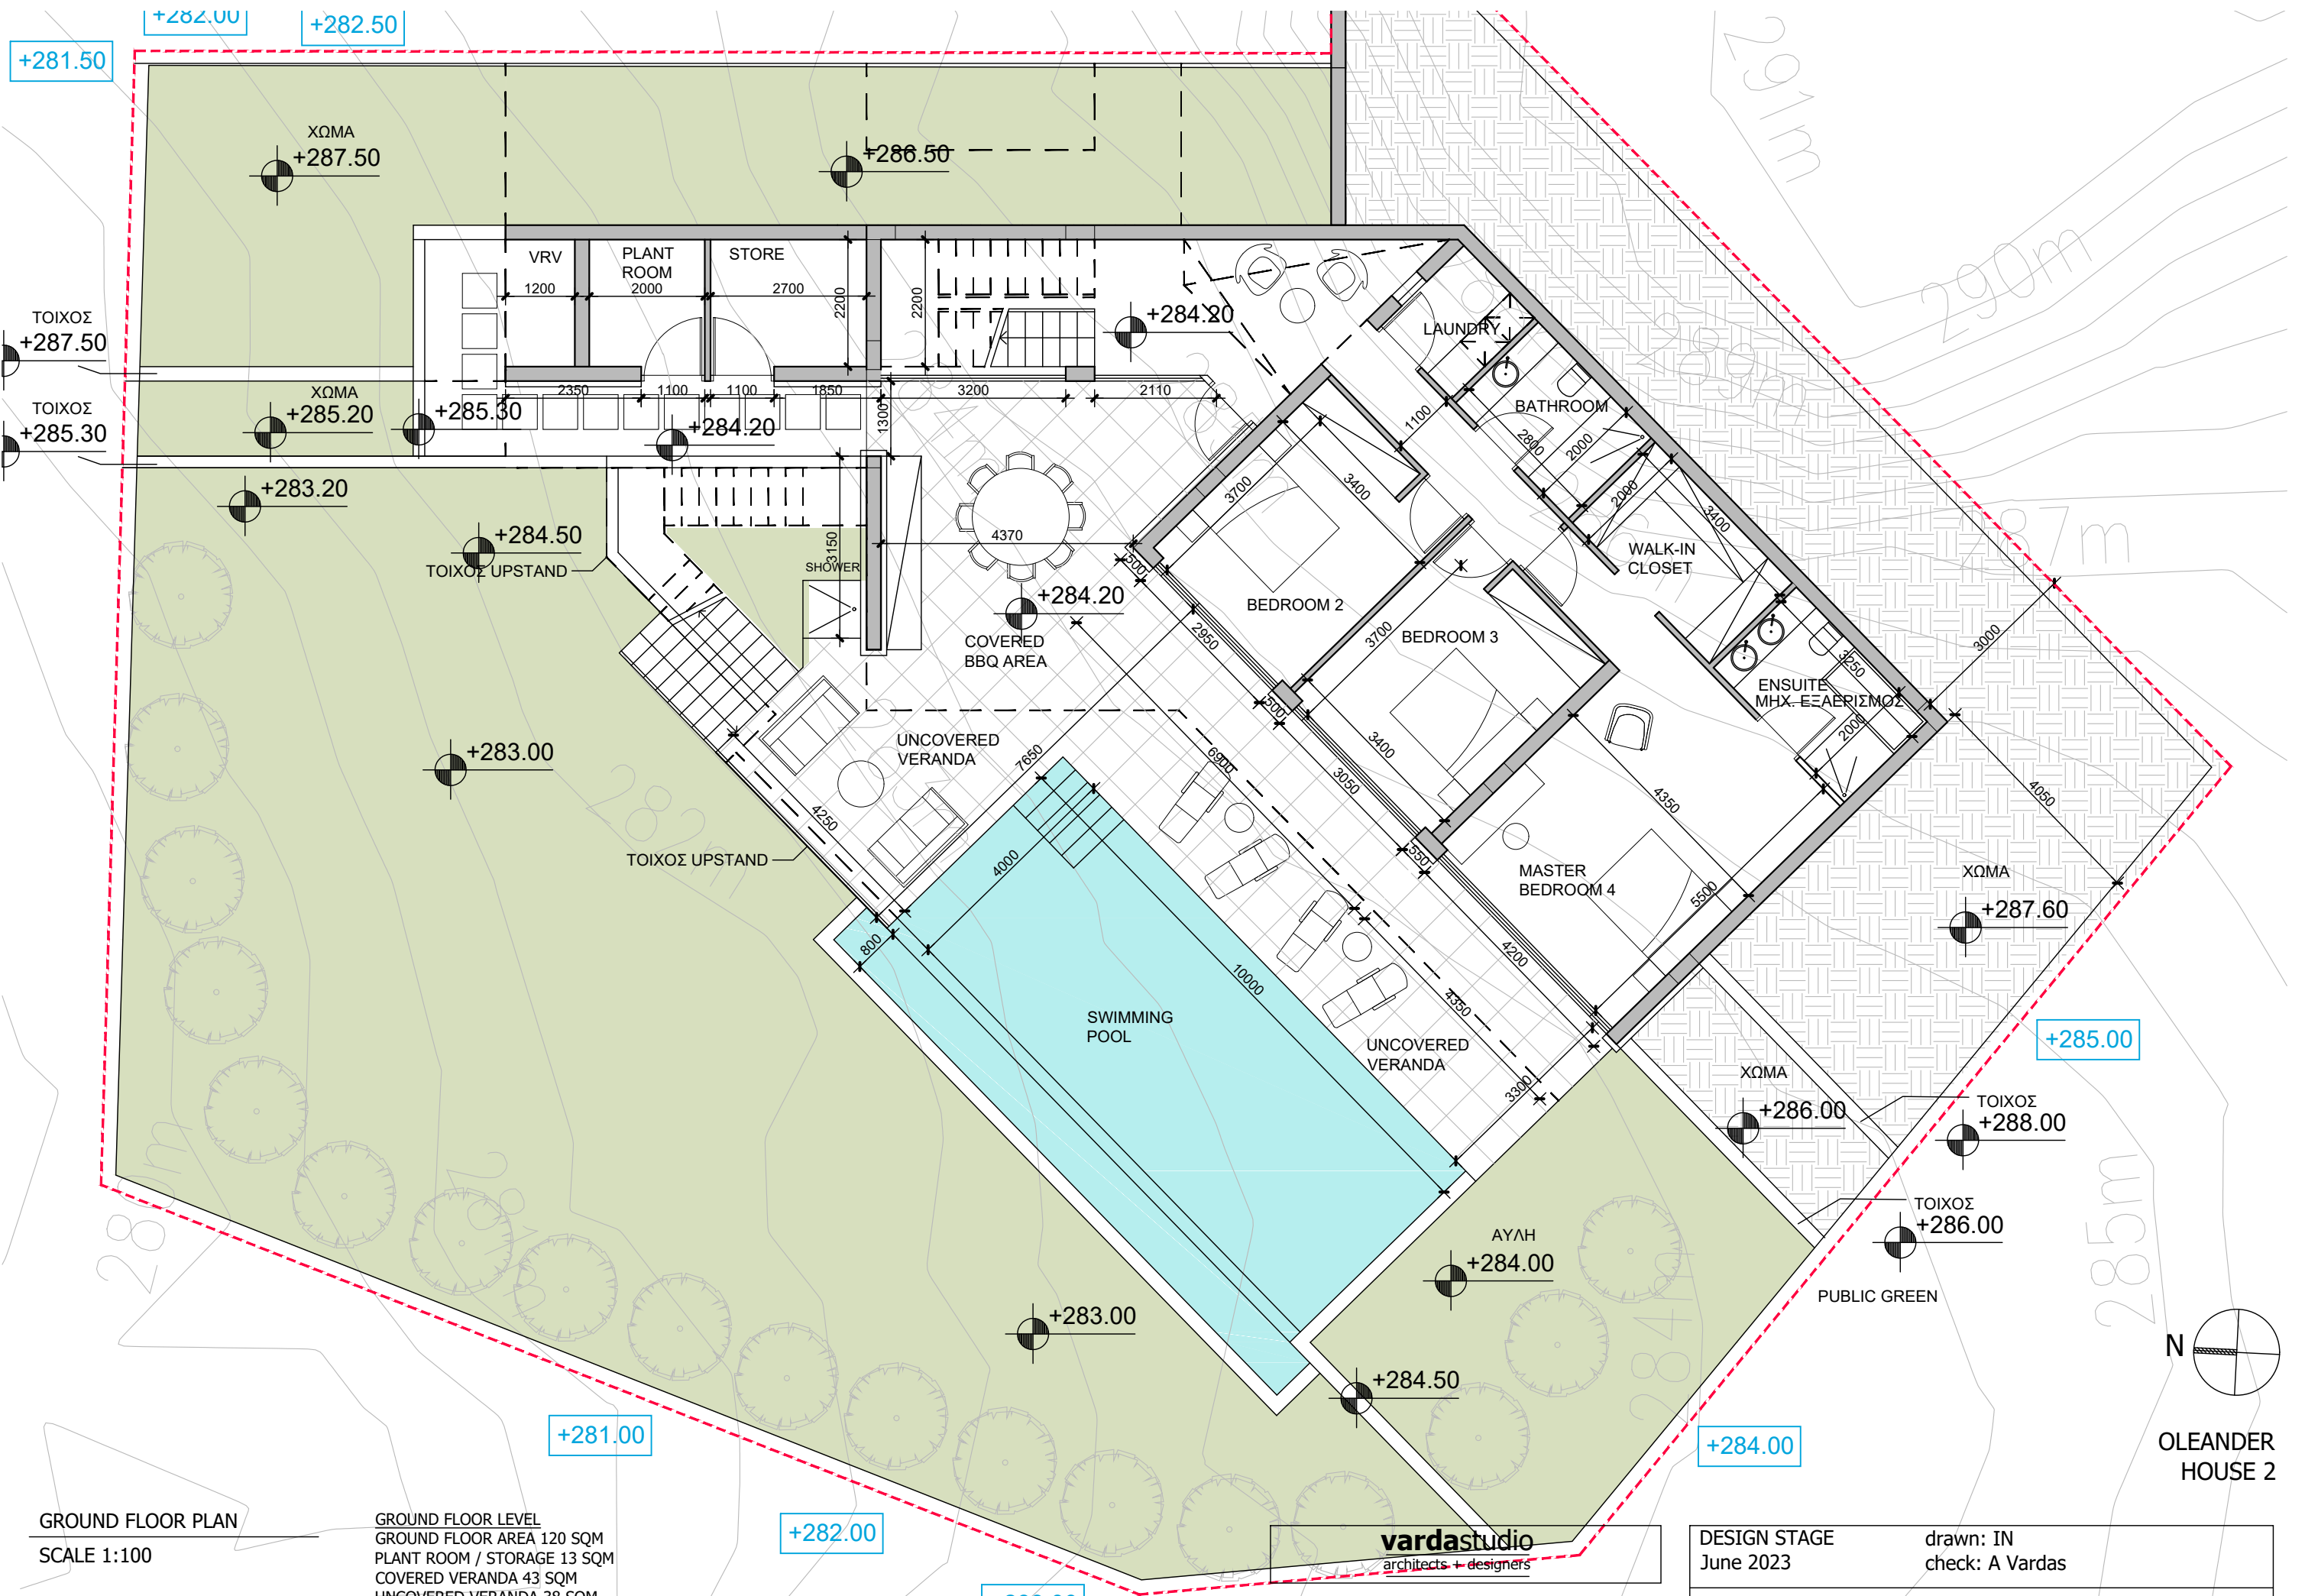 +282.00
+282.50
+281.50
291m
ΧΩΜΑ
+287.50
+286.50
290m
VRV
PLANT
ROOM
STORE
1200
2000
2700
2200
2200
+284.20
ΤΟΙΧΟΣ
+287.50
LAUNDRY
289m
2350
1100
1100
1850
3200
2110
1300
ΧΩΜΑ
+285.20
+285.30
+284.20
ΤΟΙΧΟΣ
+285.30
1100
BATHROOM
2800
2000
+283.20
3700
3400
2000
3400
287m
+284.50
ΤΟΙΧΟΣ UPSTAND
3150
SHOWER
4370
500
WALK-IN
CLOSET
+284.20
COVERED
BBQ AREA
BEDROOM 2
2950
3700
BEDROOM 3
3000
3250
ENSUITE
ΜΗΧ. ΕΞΑΕΡΙΣΜΟΣ
2000
500
UNCOVERED
VERANDA
7650
6900
3400
3050
+283.00
282m
4250
4350
4050
ΤΟΙΧΟΣ UPSTAND
4000
550
MASTER
BEDROOM 4
5500
ΧΩΜΑ
+287.60
800
10000
4350
4200
SWIMMING
POOL
UNCOVERED
VERANDA
3300
+285.00
ΧΩΜΑ
+286.00
ΤΟΙΧΟΣ
+288.00
285m
ΤΟΙΧΟΣ
+286.00
ΑΥΛΗ
+284.00
PUBLIC GREEN
+283.00
284m
N
+284.50
+281.00
+284.00
OLEANDER
HOUSE 2
GROUND FLOOR PLAN
SCALE 1:100
GROUND FLOOR LEVEL
GROUND FLOOR AREA 120 SQM
PLANT ROOM / STORAGE 13 SQM
COVERED VERANDA 43 SQM
UNCOVERED VERANDA 38 SQM
+282.00
vardastudio
architects + designers
DESIGN STAGE
June 2023
drawn: IN
check: A Vardas